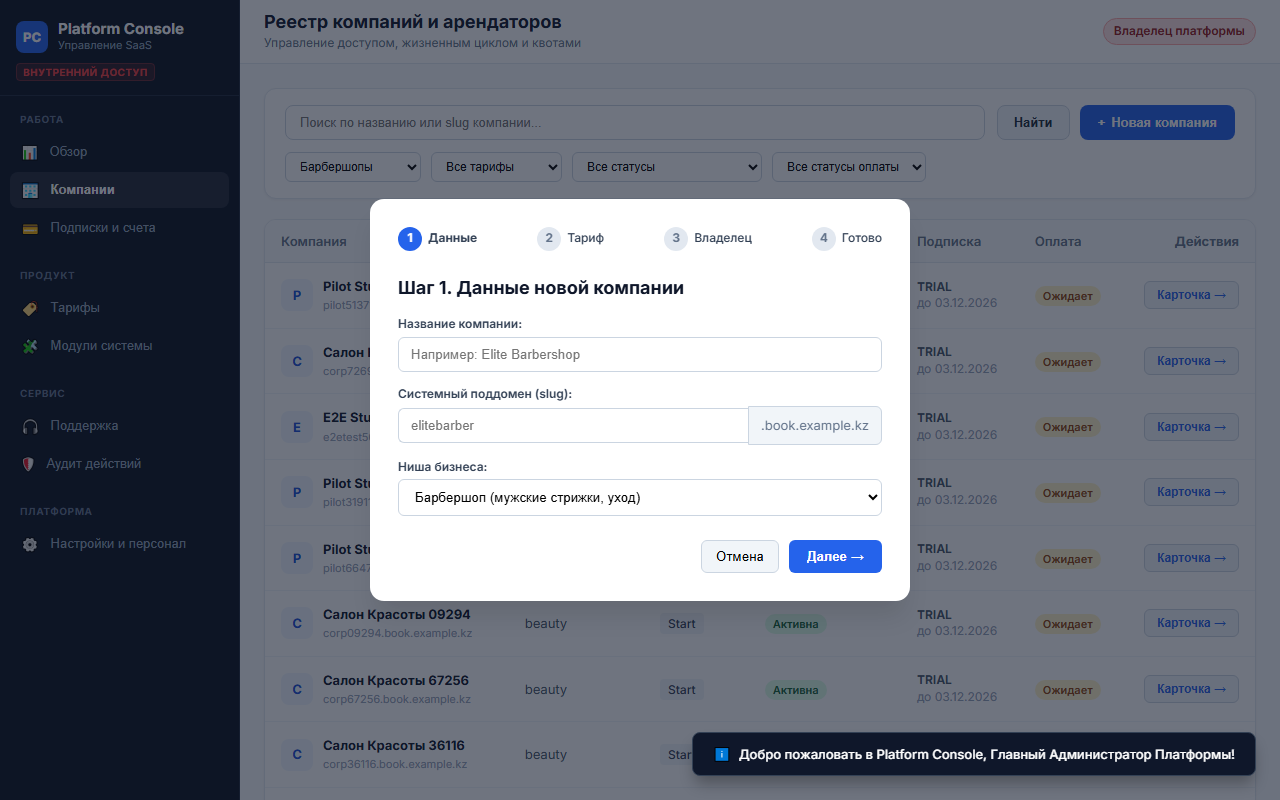 PC
Platform Console
Управление SaaS
ВНУТРЕННИЙ ДОСТУП
РАБОТА
Обзор
Компании
Подписки и счета
ПРОДУКТ
Тарифы
Модули системы
СЕРВИС
Поддержка
Аудит действий
ПЛАТФОРМА
Настройки и персонал
Реестр компаний и арендаторов
Управление доступом, жизненным циклом и квотами
Владелец платформы
Поиск по названию или slug компании...
Найти
+ Новая компания
Барбершопы
Все тарифы
Все статусы
Все статусы оплаты
Компания
Подписка
Оплата
Действия
1 Данные
2 Тариф
3 Владелец
4 Готово
Шаг 1. Данные новой компании
Название компании:
Например: Elite Barbershop
Системный поддомен (slug):
elitebarber
.book.example.kz
Ниша бизнеса:
Барбершоп (мужские стрижки, уход)
Отмена
Далее →
P
Pilot
pilot5137
TRIAL
до 03.12.2026
Ожидает
Карточка →
С
Салон
TRIAL
до 03.12.2026
Ожидает
Карточка →
E
E2E
TRIAL
до 03.12.2026
Ожидает
Карточка →
P
Pilot
TRIAL
до 03.12.2026
Ожидает
Карточка →
P
Pilot
TRIAL
до 03.12.2026
Ожидает
Карточка →
С
Салон Красоты 09294
corp09294.book.example.kz
beauty
Start
Активна
TRIAL
до 03.12.2026
Ожидает
Карточка →
С
Салон Красоты 67256
corp67256.book.example.kz
beauty
Start
Активна
TRIAL
до 03.12.2026
Ожидает
Карточка →
С
Салон Красоты 36116
corp36116.book.example.kz
beauty
Добро пожаловать в Platform Console, Главный Администратор Платформы!